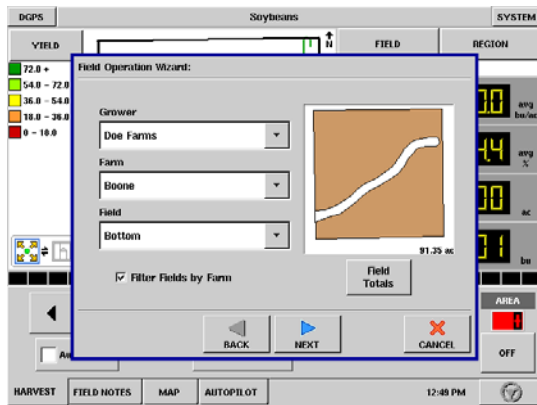 DGPS Soybeans SYSTEM
YIELD N FIELD REGION
72.0 +
54.0 - 72.0
36.0 - 54.0
18.0 - 36.0
0 - 18.0
Field Operation Wizard:
Grower
Doe Farms
Farm
Boone
Field
Bottom
Filter Fields by Farm
91.35 ac
Field
Totals
BACK NEXT CANCEL
avg
avg
%
ac
bu
AREA
OFF
HARVEST FIELD NOTES MAP AUTOPILOT 12:49 PM